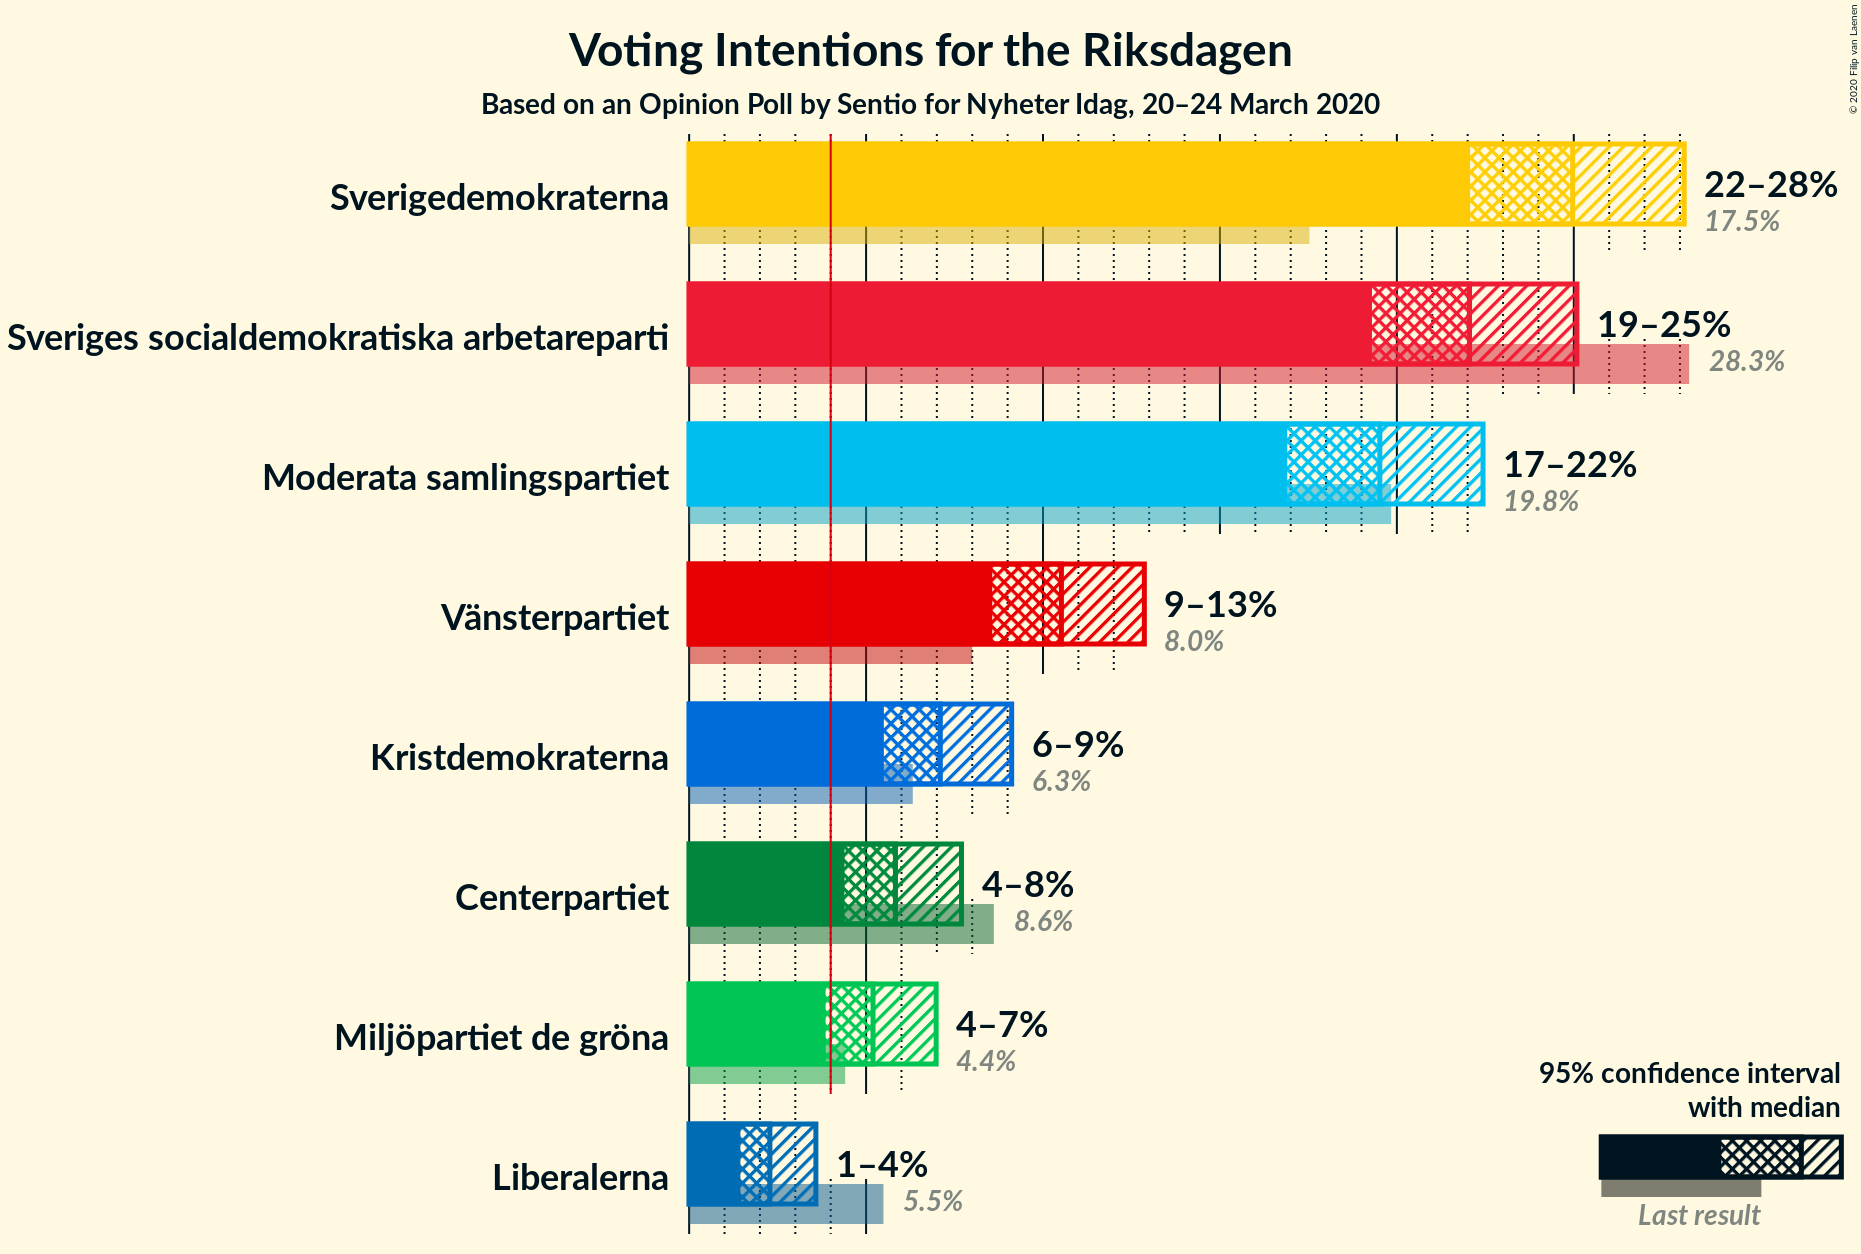 Voting Intentions for the Riksdagen
Based on an Opinion Poll by Sentio for Nyheter Idag, 20–24 March 2020
© 2020 Filip van Laenen
Sverigedemokraterna
22–28%
17.5%
Sveriges socialdemokratiska arbetareparti
19–25%
28.3%
Moderata samlingspartiet
17–22%
19.8%
Vänsterpartiet
9–13%
8.0%
Kristdemokraterna
6–9%
6.3%
Centerpartiet
4–8%
8.6%
Miljöpartiet de gröna
4–7%
4.4%
Liberalerna
1–4%
5.5%
95% confidence interval
with median
Last result